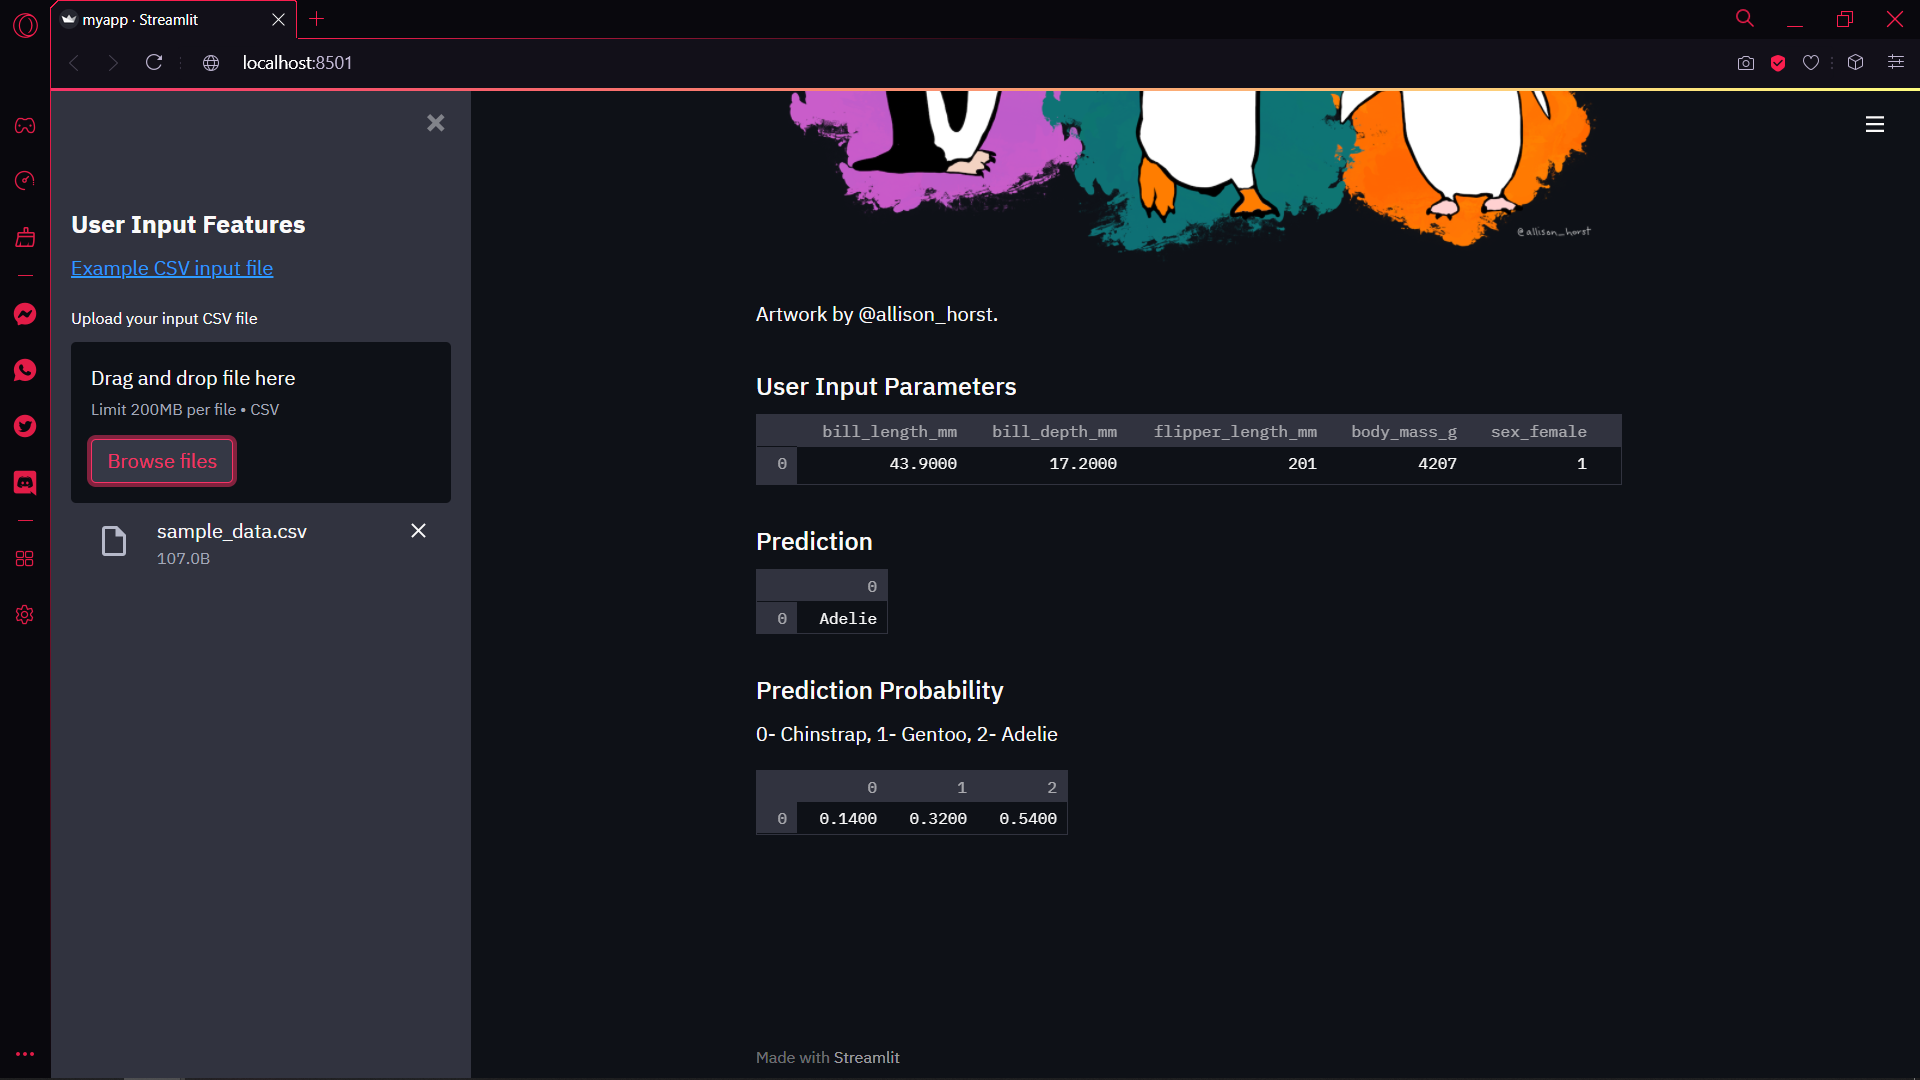 myapp · Streamlit
localhost:8501
User Input Features
Example CSV input file
Upload your input CSV file
Drag and drop file here
Limit 200MB per file • CSV
Browse files
sample_data.csv
107.0B
@allison_horst
Artwork by @allison_horst.
User Input Parameters
bill_length_mm bill_depth_mm flipper_length_mm body_mass_g sex_female
0 43.9000 17.2000 201 4207 1
Prediction
0
0 Adelie
Prediction Probability
0- Chinstrap, 1- Gentoo, 2- Adelie
0 1 2
0 0.1400 0.3200 0.5400
Made with Streamlit